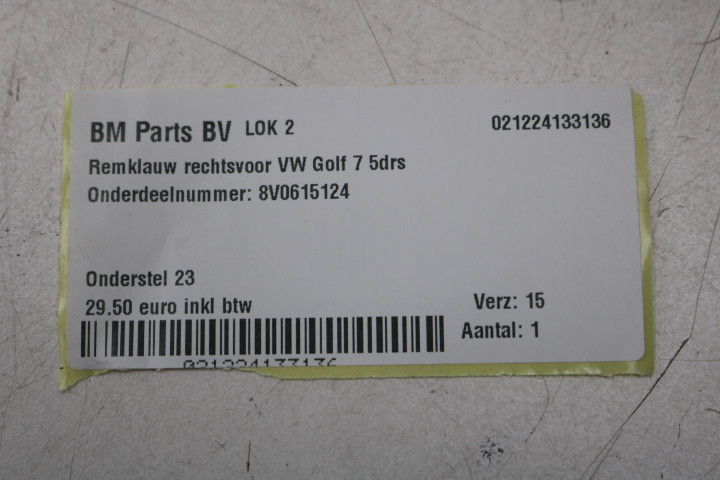 BM Parts BV LOK 2 021224133136
Remklauw rechtsvoor VW Golf 7 5drs
Onderdeelnummer: 8V0615124
Onderstel 23
29.50 euro inkl btw Verz: 15
Aantal: 1
021224133136